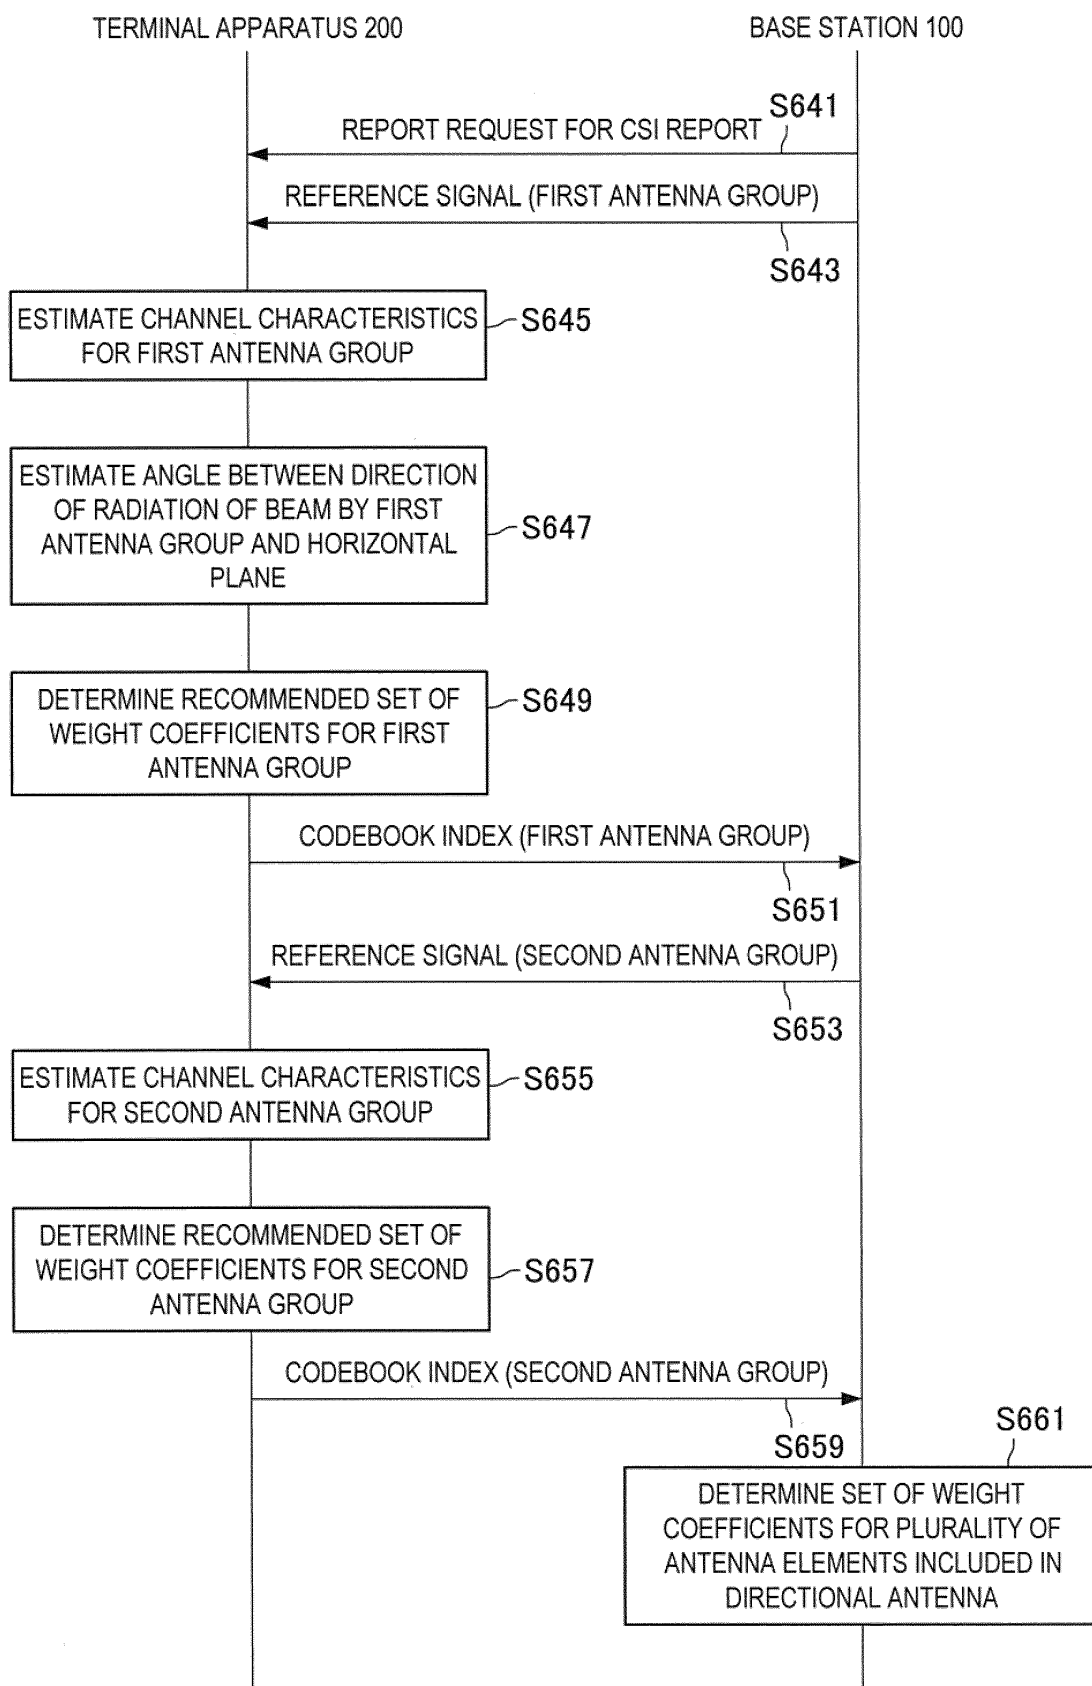 TERMINAL APPARATUS 200
BASE STATION 100
S641
REPORT REQUEST FOR CSI REPORT
REFERENCE SIGNAL (FIRST ANTENNA GROUP)
S643
ESTIMATE CHANNEL CHARACTERISTICS
FOR FIRST ANTENNA GROUP
S645
ESTIMATE ANGLE BETWEEN DIRECTION
OF RADIATION OF BEAM BY FIRST
ANTENNA GROUP AND HORIZONTAL
PLANE
S647
DETERMINE RECOMMENDED SET OF
WEIGHT COEFFICIENTS FOR FIRST
ANTENNA GROUP
S649
CODEBOOK INDEX (FIRST ANTENNA GROUP)
S651
REFERENCE SIGNAL (SECOND ANTENNA GROUP)
S653
ESTIMATE CHANNEL CHARACTERISTICS
FOR SECOND ANTENNA GROUP
S655
DETERMINE RECOMMENDED SET OF
WEIGHT COEFFICIENTS FOR SECOND
ANTENNA GROUP
S657
CODEBOOK INDEX (SECOND ANTENNA GROUP)
S659
S661
DETERMINE SET OF WEIGHT
COEFFICIENTS FOR PLURALITY OF
ANTENNA ELEMENTS INCLUDED IN
DIRECTIONAL ANTENNA